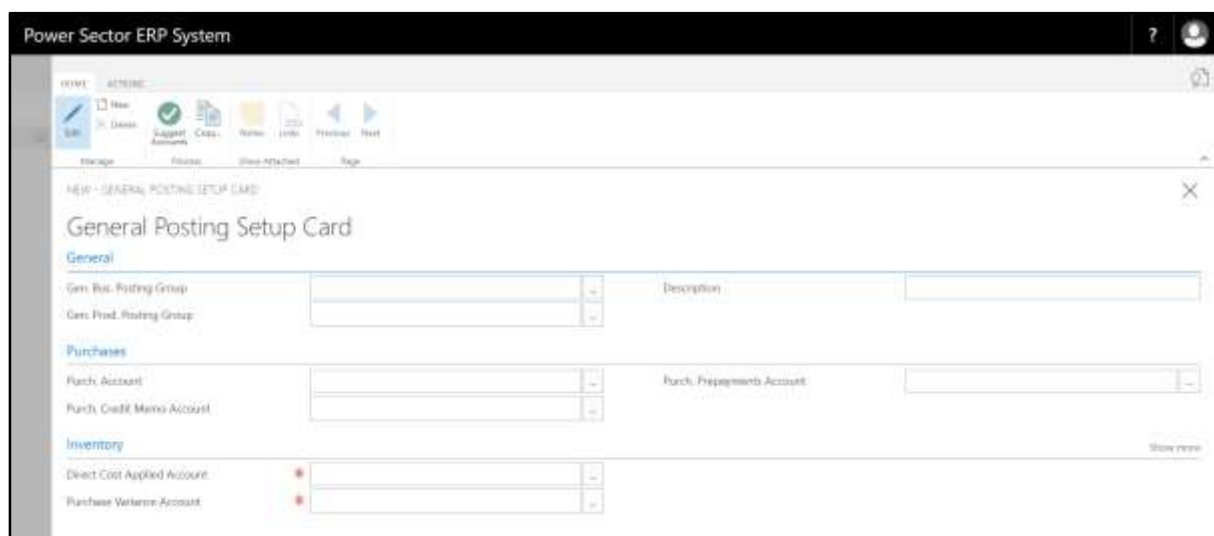 Power Sector ERP System ?
HOME ACTIONS
Edit New Delete Suggest Accounts Copy... Notes Links Previous Next
Manage Process Show Attached Page
NEW - GENERAL POSTING SETUP CARD
General Posting Setup Card
General
Gen. Bus. Posting Group ... Description
Gen. Prod. Posting Group ...
Purchases
Purch. Account ... Purch. Prepayments Account ...
Purch. Credit Memo Account ...
Inventory Show more
Direct Cost Applied Account * ...
Purchase Variance Account * ...